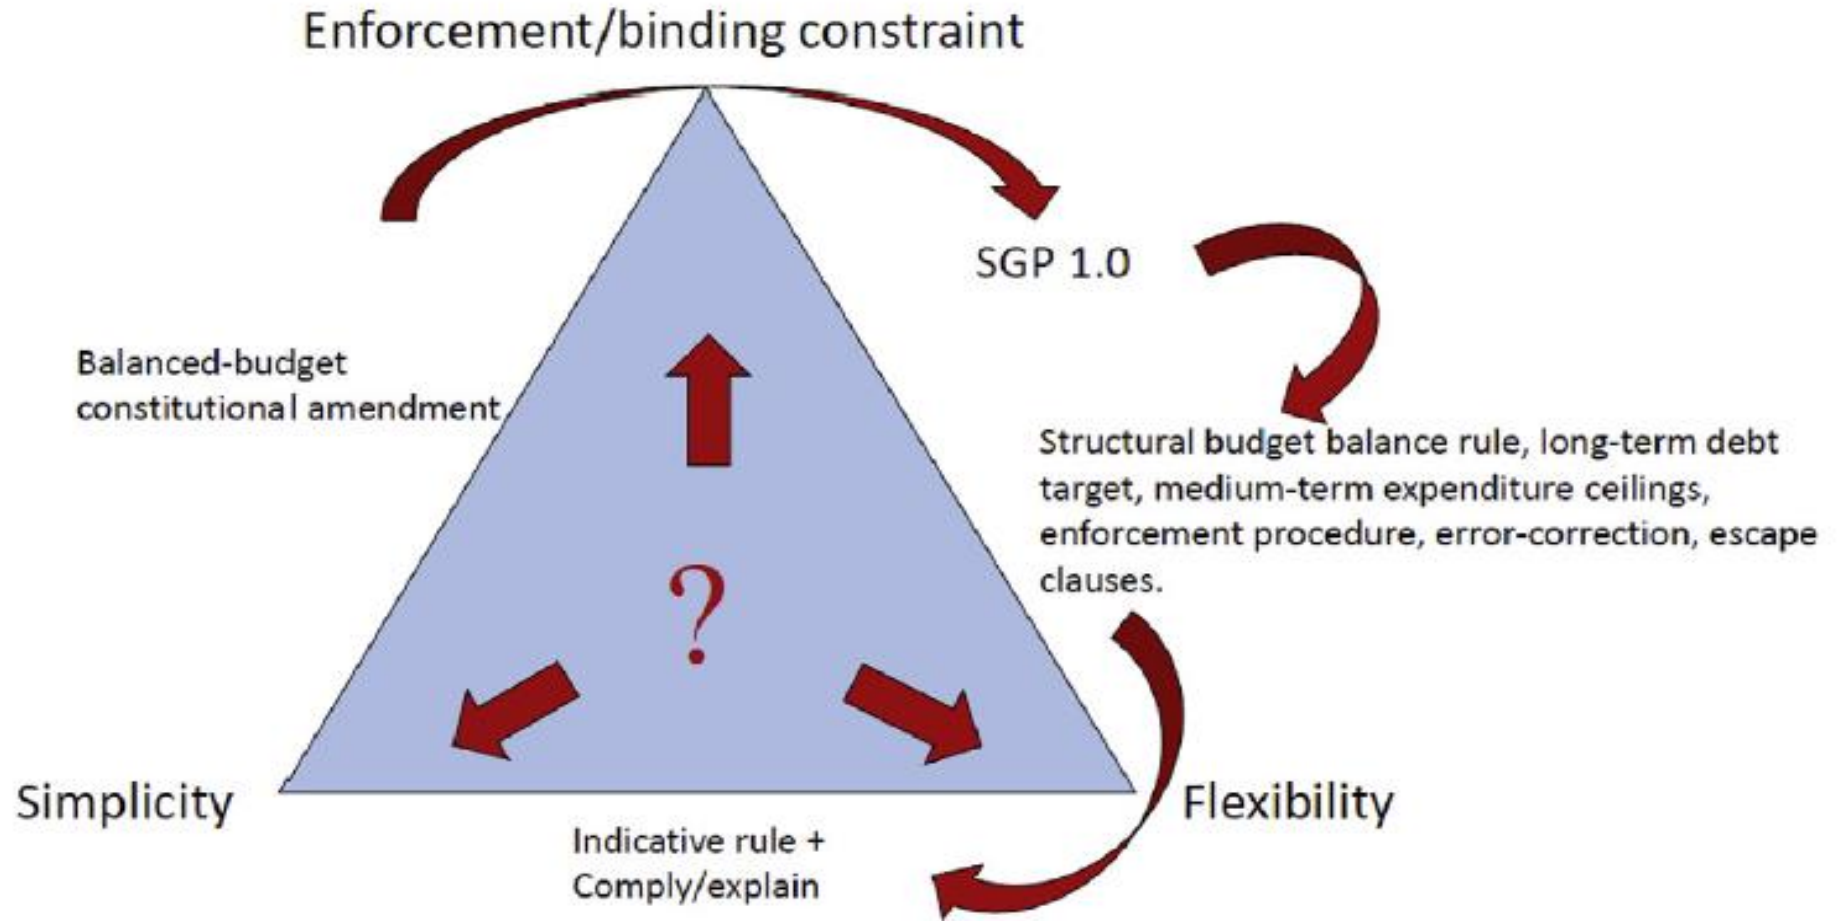 Enforcement/binding constraint
SGP 1.0
Balanced-budget
constitutional amendment
Structural budget balance rule, long-term debt
target, medium-term expenditure ceilings,
enforcement procedure, error-correction, escape
clauses.
?
Simplicity
Flexibility
Indicative rule +
Comply/explain